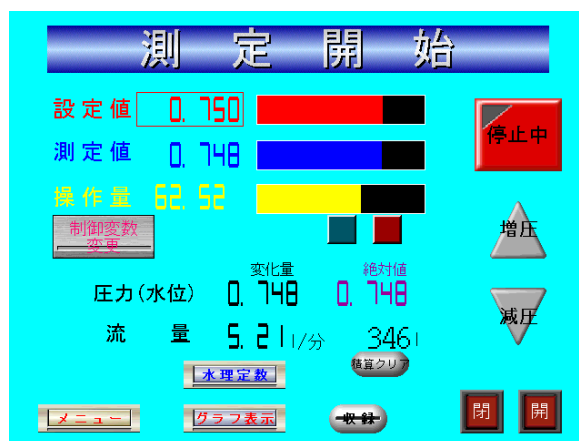 測定開始
設定値 0.750
停止中
測定値 0.748
操作量 62.52
制御変数
変更
増圧
変化量 絶対値
圧力(水位) 0.748 0.748
減圧
流量 5.21 l/分 346 l
積算クリア
水理定数
メニュー グラフ表示 収録 閉 開